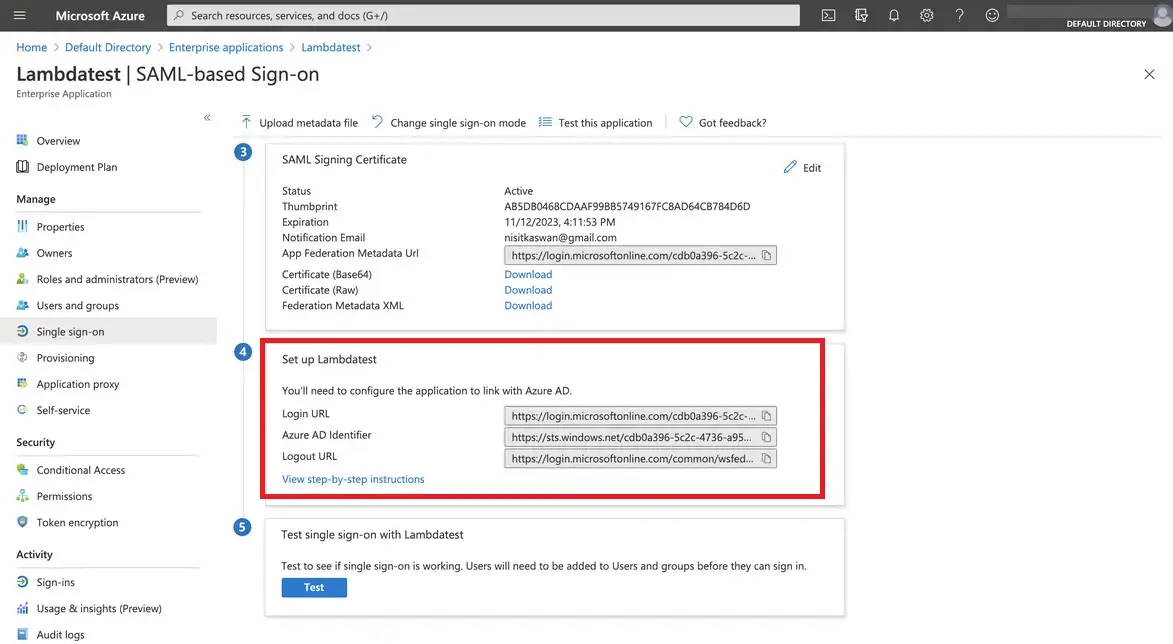 Microsoft Azure
Search resources, services, and docs (G+/)
DEFAULT DIRECTORY
Home > Default Directory > Enterprise applications > Lambdatest >
Lambdatest | SAML-based Sign-on
Enterprise Application
«
Upload metadata file
Change single sign-on mode
Test this application
Got feedback?
Overview
Deployment Plan
Manage
Properties
Owners
Roles and administrators (Preview)
Users and groups
Single sign-on
Provisioning
Application proxy
Self-service
Security
Conditional Access
Permissions
Token encryption
Activity
Sign-ins
Usage & insights (Preview)
Audit logs
3
SAML Signing Certificate
Edit
Status Active
Thumbprint AB5DB0468CDAAF99BB5749167FC8AD64CB784D6D
Expiration 11/12/2023, 4:11:53 PM
Notification Email nisitkaswan@gmail.com
App Federation Metadata Url https://login.microsoftonline.com/cdb0a396-5c2c-...
Certificate (Base64) Download
Certificate (Raw) Download
Federation Metadata XML Download
4
Set up Lambdatest
You'll need to configure the application to link with Azure AD.
Login URL https://login.microsoftonline.com/cdb0a396-5c2c-...
Azure AD Identifier https://sts.windows.net/cdb0a396-5c2c-4736-a95...
Logout URL https://login.microsoftonline.com/common/wsfed...
View step-by-step instructions
5
Test single sign-on with Lambdatest
Test to see if single sign-on is working. Users will need to be added to Users and groups before they can sign in.
Test